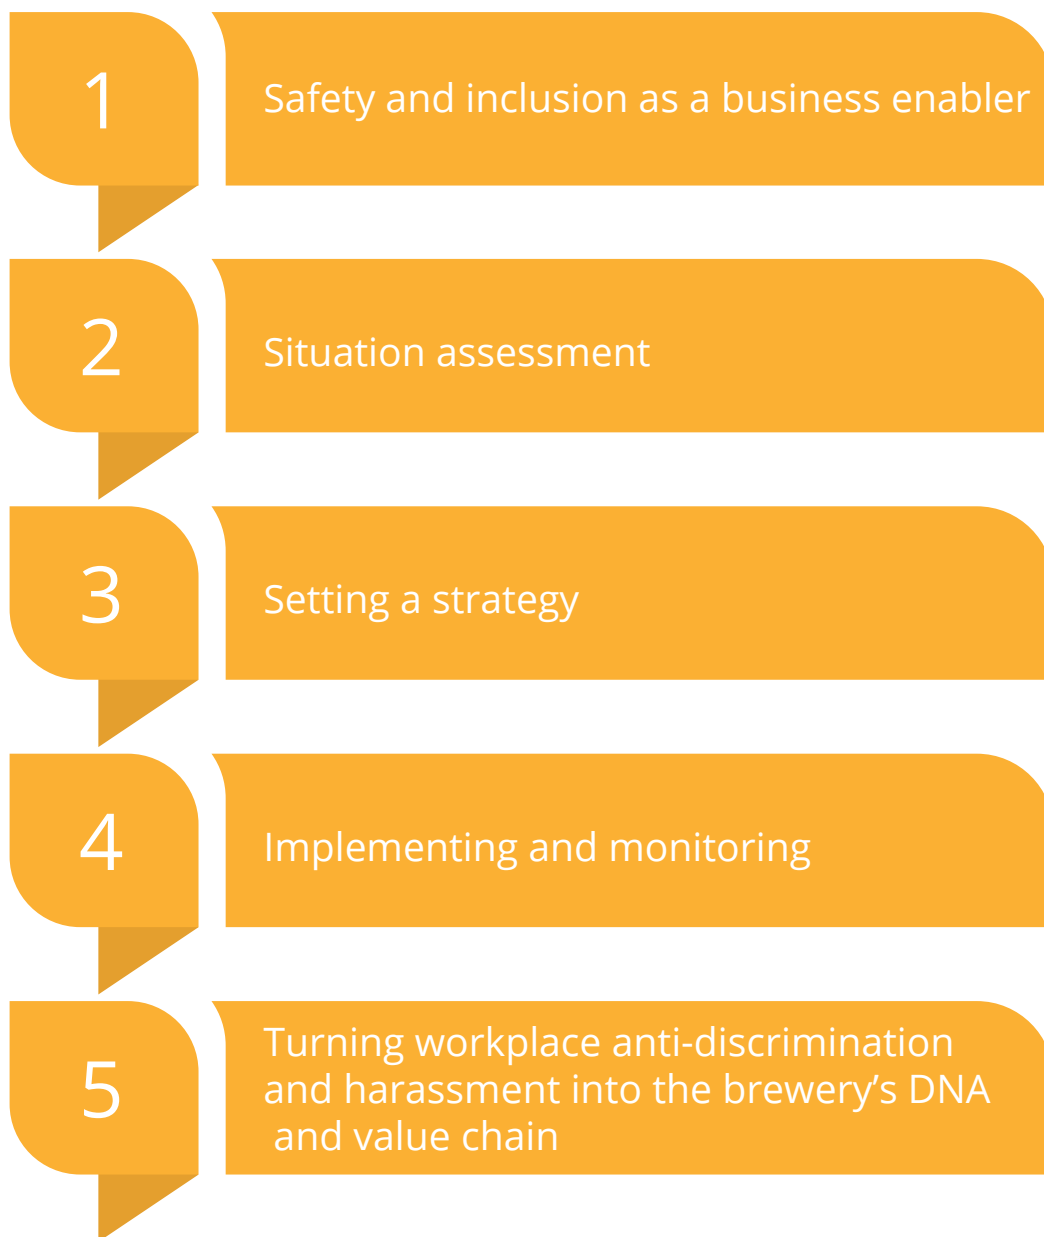 1
Safety and inclusion as a business enabler
2
Situation assessment
3
Setting a strategy
4
Implementing and monitoring
5
Turning workplace anti-discrimination
and harassment into the brewery’s DNA
and value chain